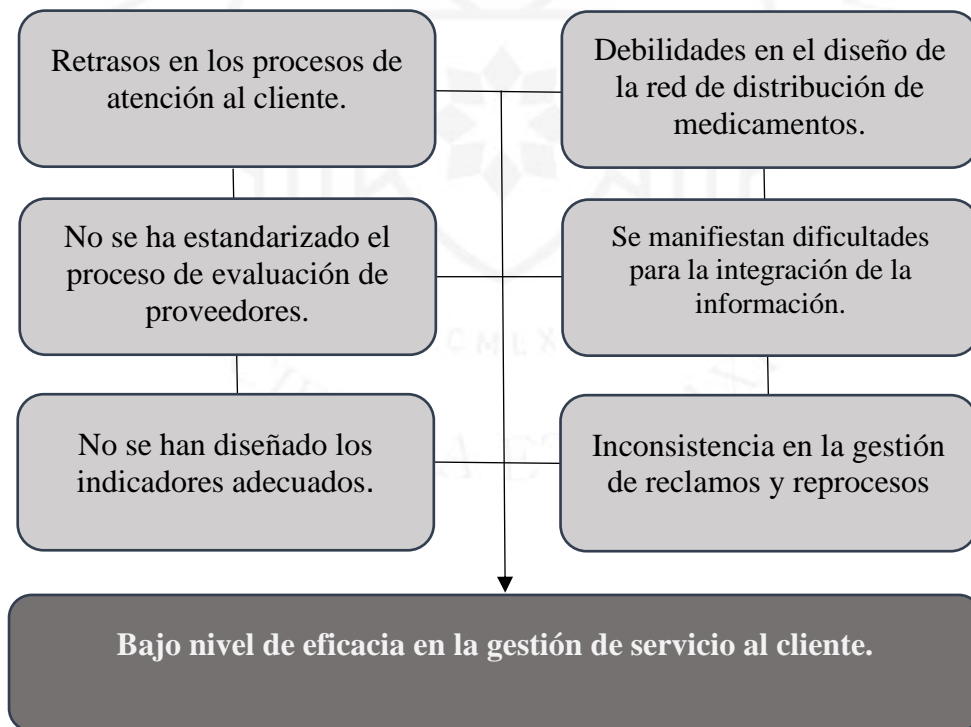 Retrasos en los procesos de
atención al cliente.
Debilidades en el diseño de
la red de distribución de
medicamentos.
No se ha estandarizado el
proceso de evaluación de
proveedores.
Se manifiestan dificultades
para la integración de la
información.
No se han diseñado los
indicadores adecuados.
Inconsistencia en la gestión
de reclamos y reprocesos
Bajo nivel de eficacia en la gestión de servicio al cliente.